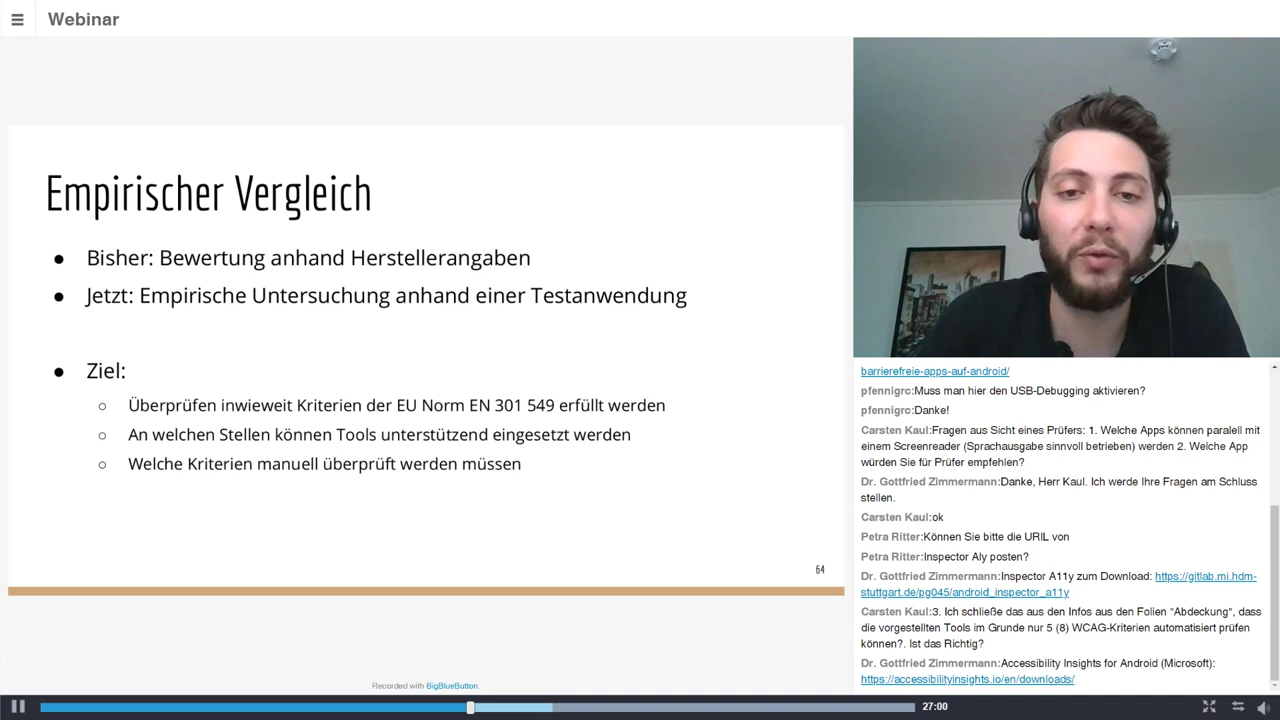 Webinar
Empirischer Vergleich
● Bisher: Bewertung anhand Herstellerangaben
● Jetzt: Empirische Untersuchung anhand einer Testanwendung
● Ziel:
○ Überprüfen inwieweit Kriterien der EU Norm EN 301 549 erfüllt werden
○ An welchen Stellen können Tools unterstützend eingesetzt werden
○ Welche Kriterien manuell überprüft werden müssen
64
Recorded with BigBlueButton.
barrierefreie-apps-auf-android/
pfennigrc:Muss man hier den USB-Debugging aktivieren?
pfennigrc:Danke!
Carsten Kaul:Fragen aus Sicht eines Prüfers: 1. Welche Apps können paralell mit
einem Screenreader (Sprachausgabe sinnvoll betrieben) werden 2. Welche App
würden Sie für Prüfer empfehlen?
Dr. Gottfried Zimmermann:Danke, Herr Kaul. Ich werde Ihre Fragen am Schluss
stellen.
Carsten Kaul:ok
Petra Ritter:Können Sie bitte die URIL von
Petra Ritter:Inspector Aly posten?
Dr. Gottfried Zimmermann:Inspector A11y zum Download: https://gitlab.mi.hdm-
stuttgart.de/pg045/android_inspector_a11y
Carsten Kaul:3. Ich schließe das aus den Infos aus den Folien "Abdeckung", dass
die vorgestellten Tools im Grunde nur 5 (8) WCAG-Kriterien automatisiert prüfen
können?. Ist das Richtig?
Dr. Gottfried Zimmermann:Accessibility Insights for Android (Microsoft):
https://accessibilityinsights.io/en/downloads/
27:00